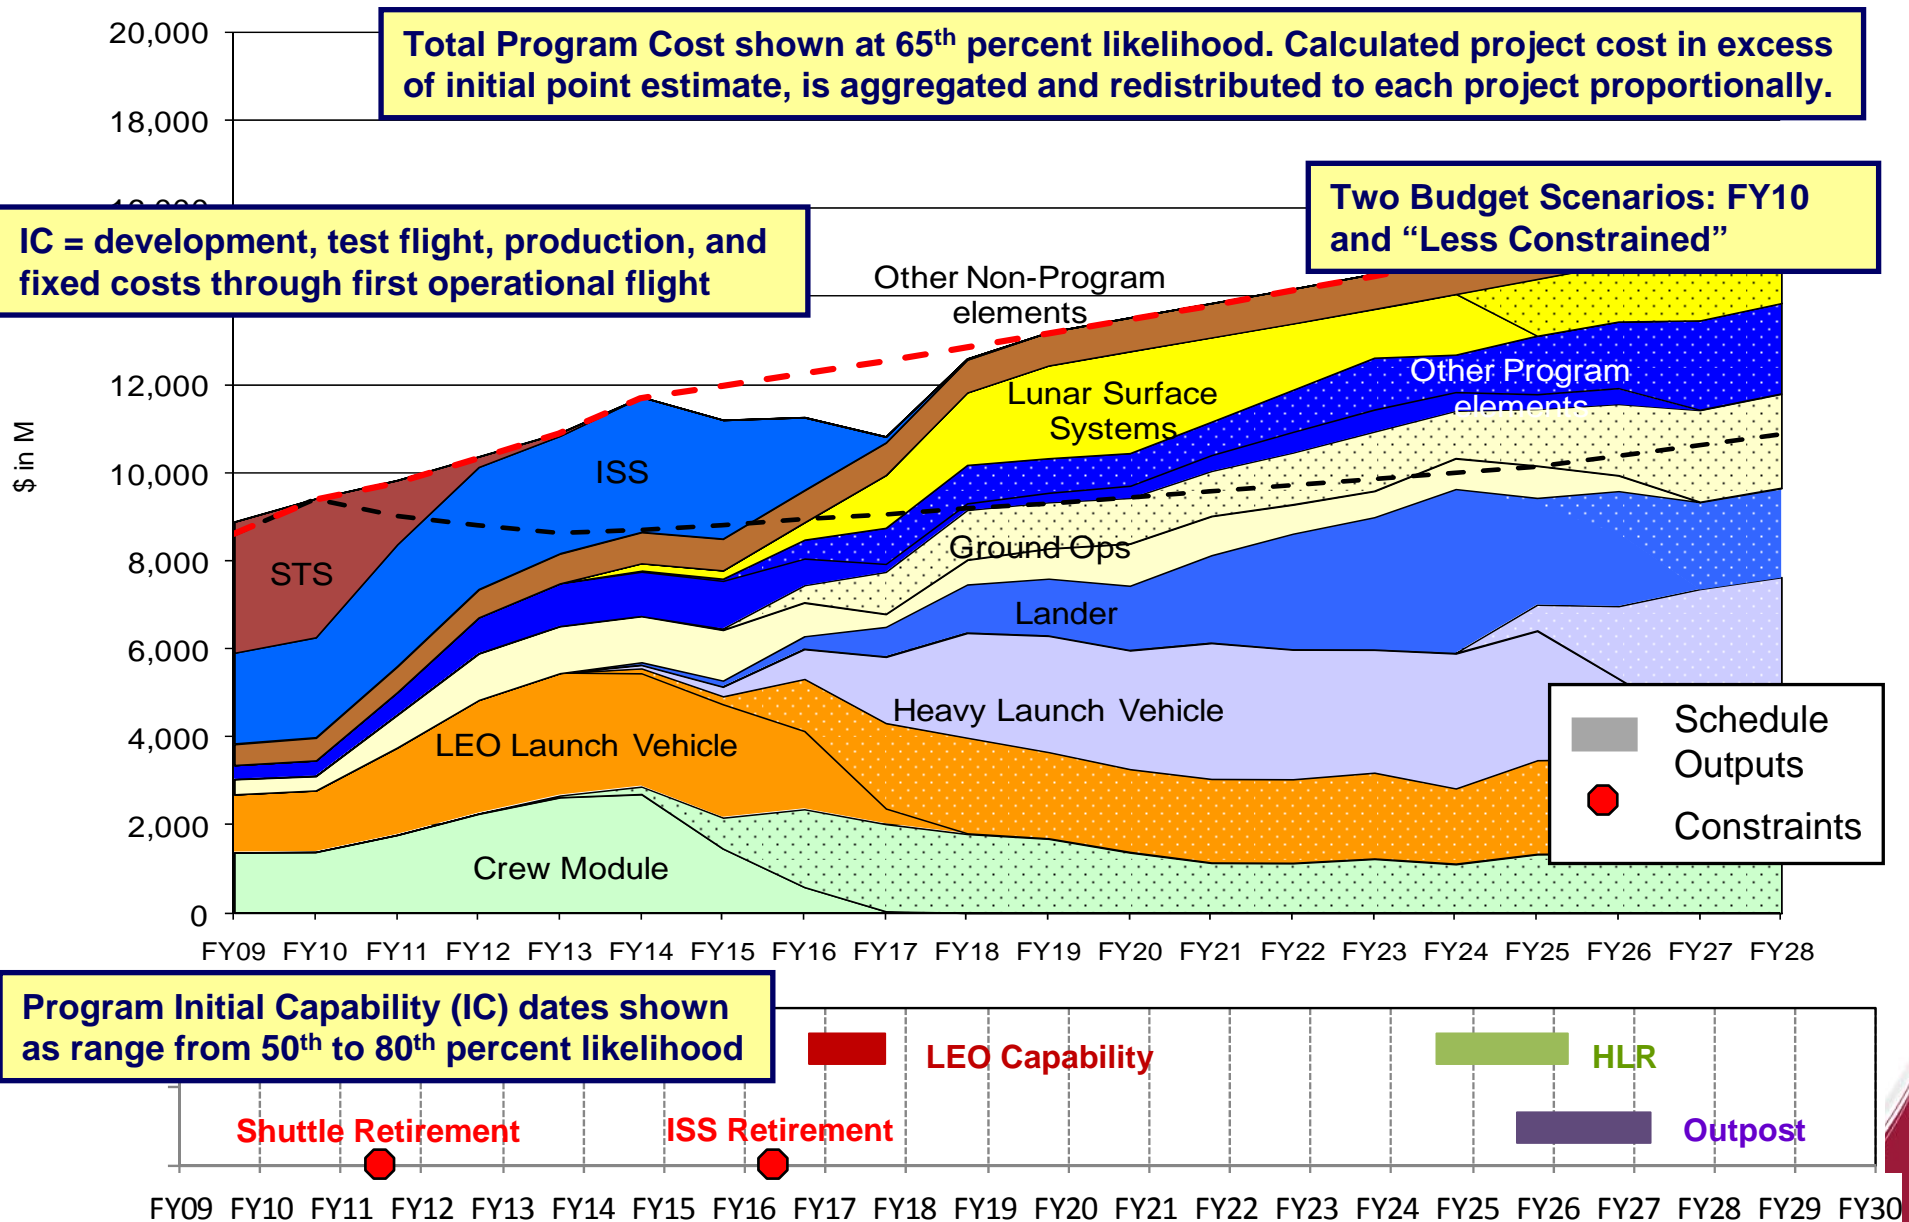 20,000
Total Program Cost shown at 65th percent likelihood. Calculated project cost in excess
of initial point estimate, is aggregated and redistributed to each project proportionally.
18,000
Two Budget Scenarios: FY10
and “Less Constrained”
IC = development, test flight, production, and
fixed costs through first operational flight
Other Non-Program
elements
12,000
Other Program
elements
Lunar Surface
Systems
$ in M
10,000
ISS
8,000
STS
Ground Ops
6,000
Lander
Heavy Launch Vehicle
4,000
LEO Launch Vehicle
Schedule
Outputs
2,000
Constraints
Crew Module
0
FY09 FY10 FY11 FY12 FY13 FY14 FY15 FY16 FY17 FY18 FY19 FY20 FY21 FY22 FY23 FY24 FY25 FY26 FY27 FY28
Program Initial Capability (IC) dates shown
as range from 50th to 80th percent likelihood
LEO Capability
HLR
Shuttle Retirement
ISS Retirement
Outpost
FY09 FY10 FY11 FY12 FY13 FY14 FY15 FY16 FY17 FY18 FY19 FY20 FY21 FY22 FY23 FY24 FY25 FY26 FY27 FY28 FY29 FY30